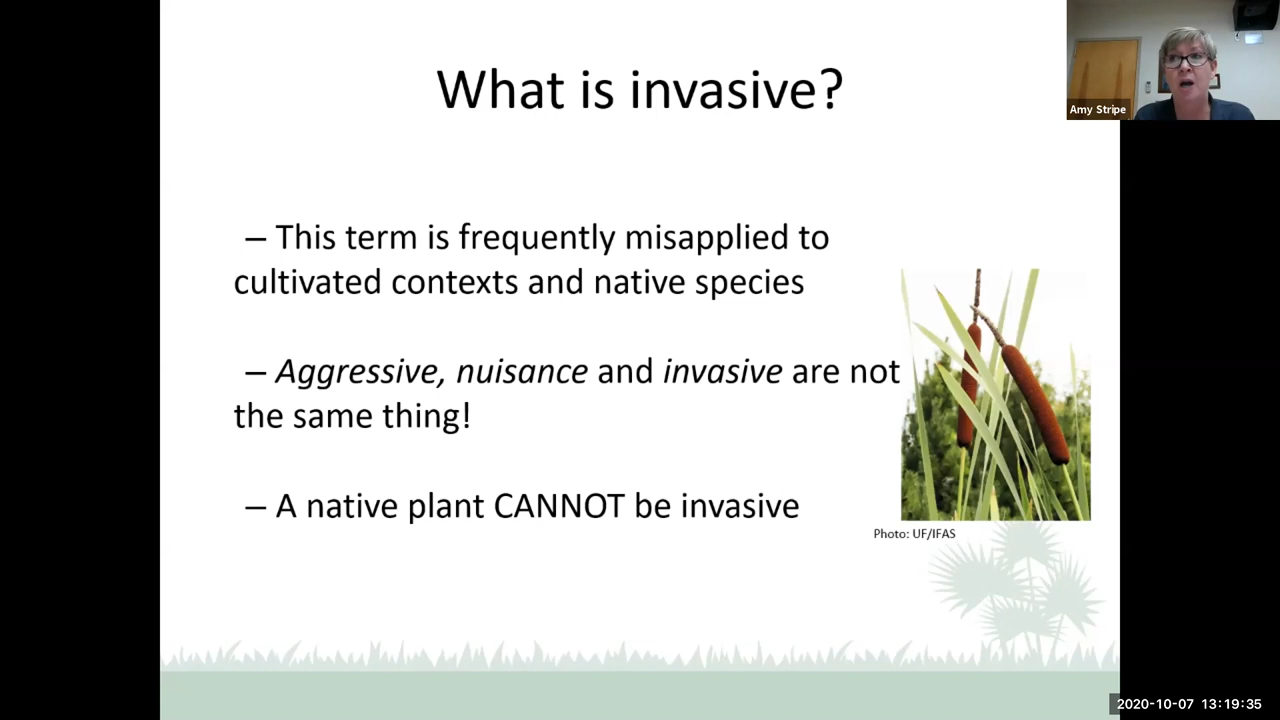 What is invasive?
Amy Stripe
– This term is frequently misapplied to
cultivated contexts and native species
– Aggressive, nuisance and invasive are not
the same thing!
– A native plant CANNOT be invasive
Photo: UF/IFAS
2020-10-07 13:19:35